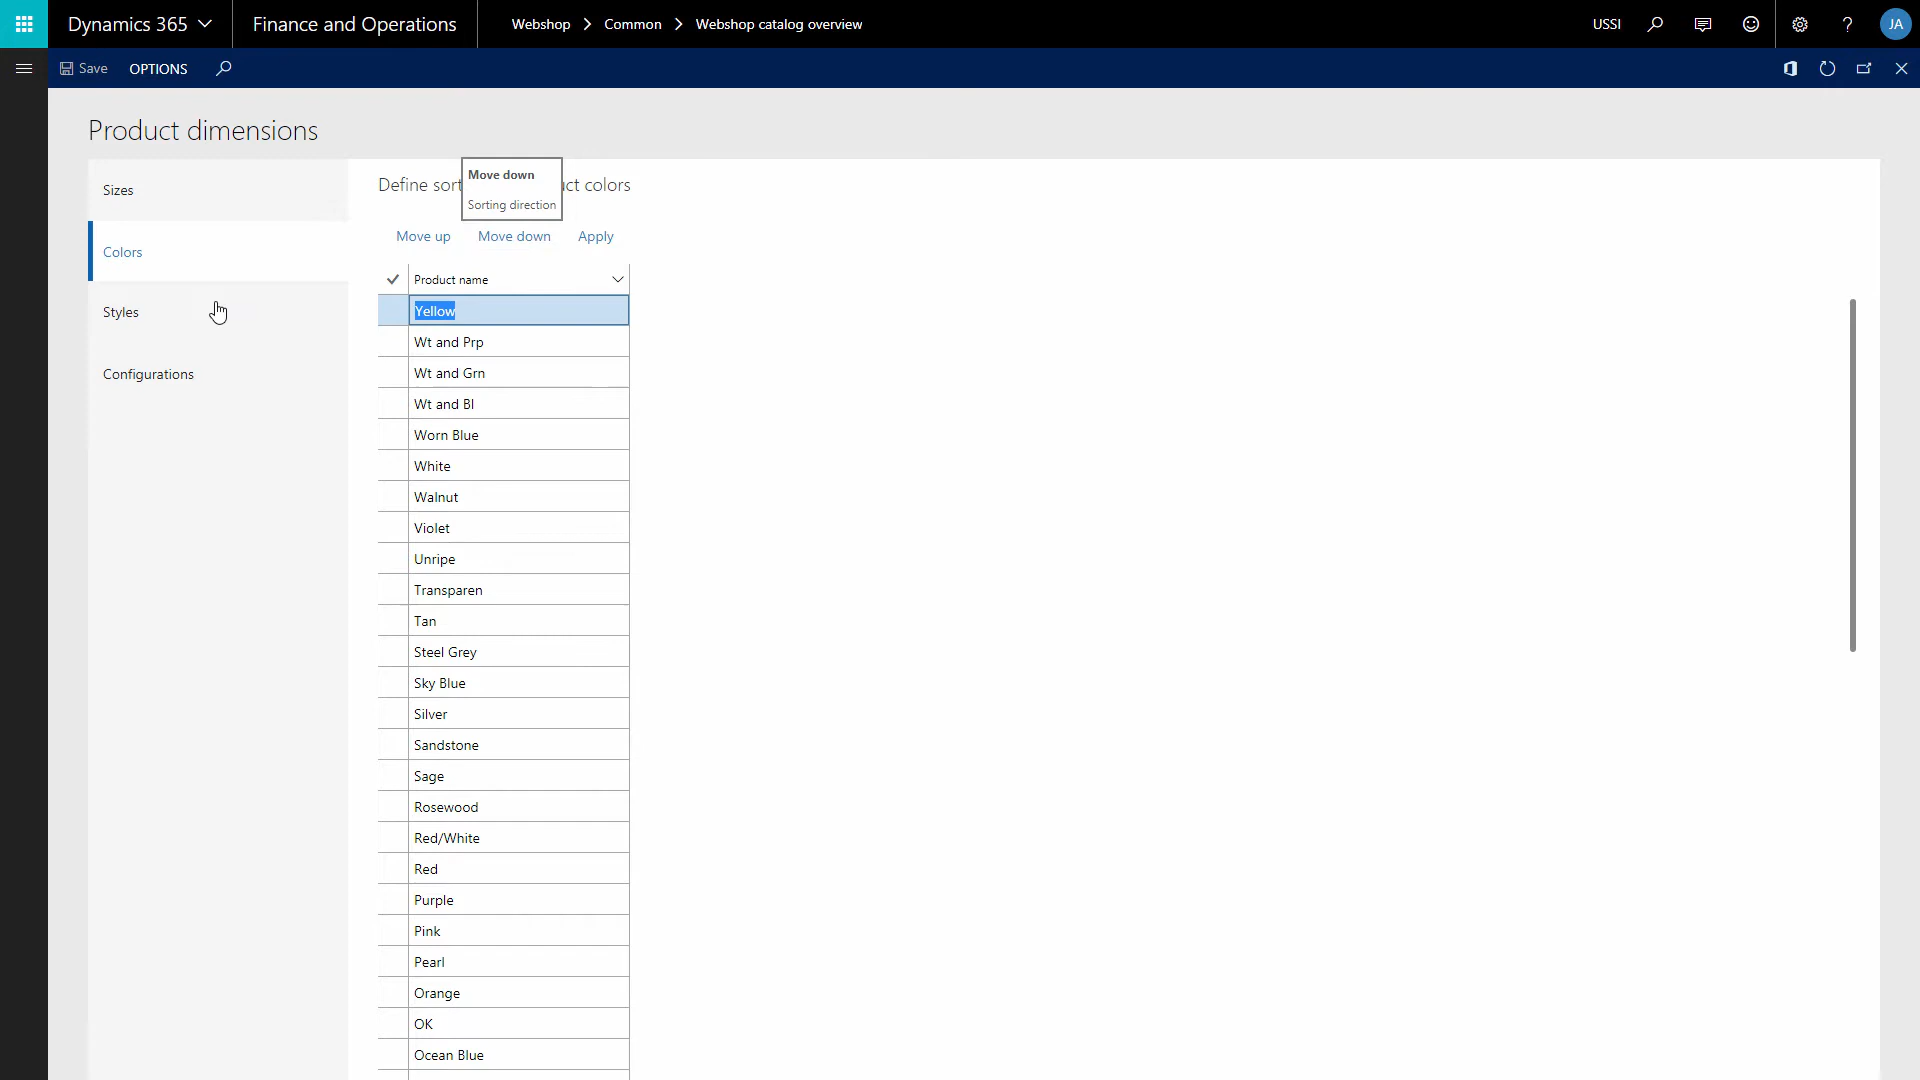 Dynamics 365
Finance and Operations
Webshop
Common
Webshop catalog overview
USSI
?
JA
Save
OPTIONS
Product dimensions
Sizes
Colors
Styles
Configurations
Define sort
ct colors
Move down
Sorting direction
Move up
Move down
Apply
Product name
Yellow
Wt and Prp
Wt and Grn
Wt and Bl
Worn Blue
White
Walnut
Violet
Unripe
Transparen
Tan
Steel Grey
Sky Blue
Silver
Sandstone
Sage
Rosewood
Red/White
Red
Purple
Pink
Pearl
Orange
OK
Ocean Blue